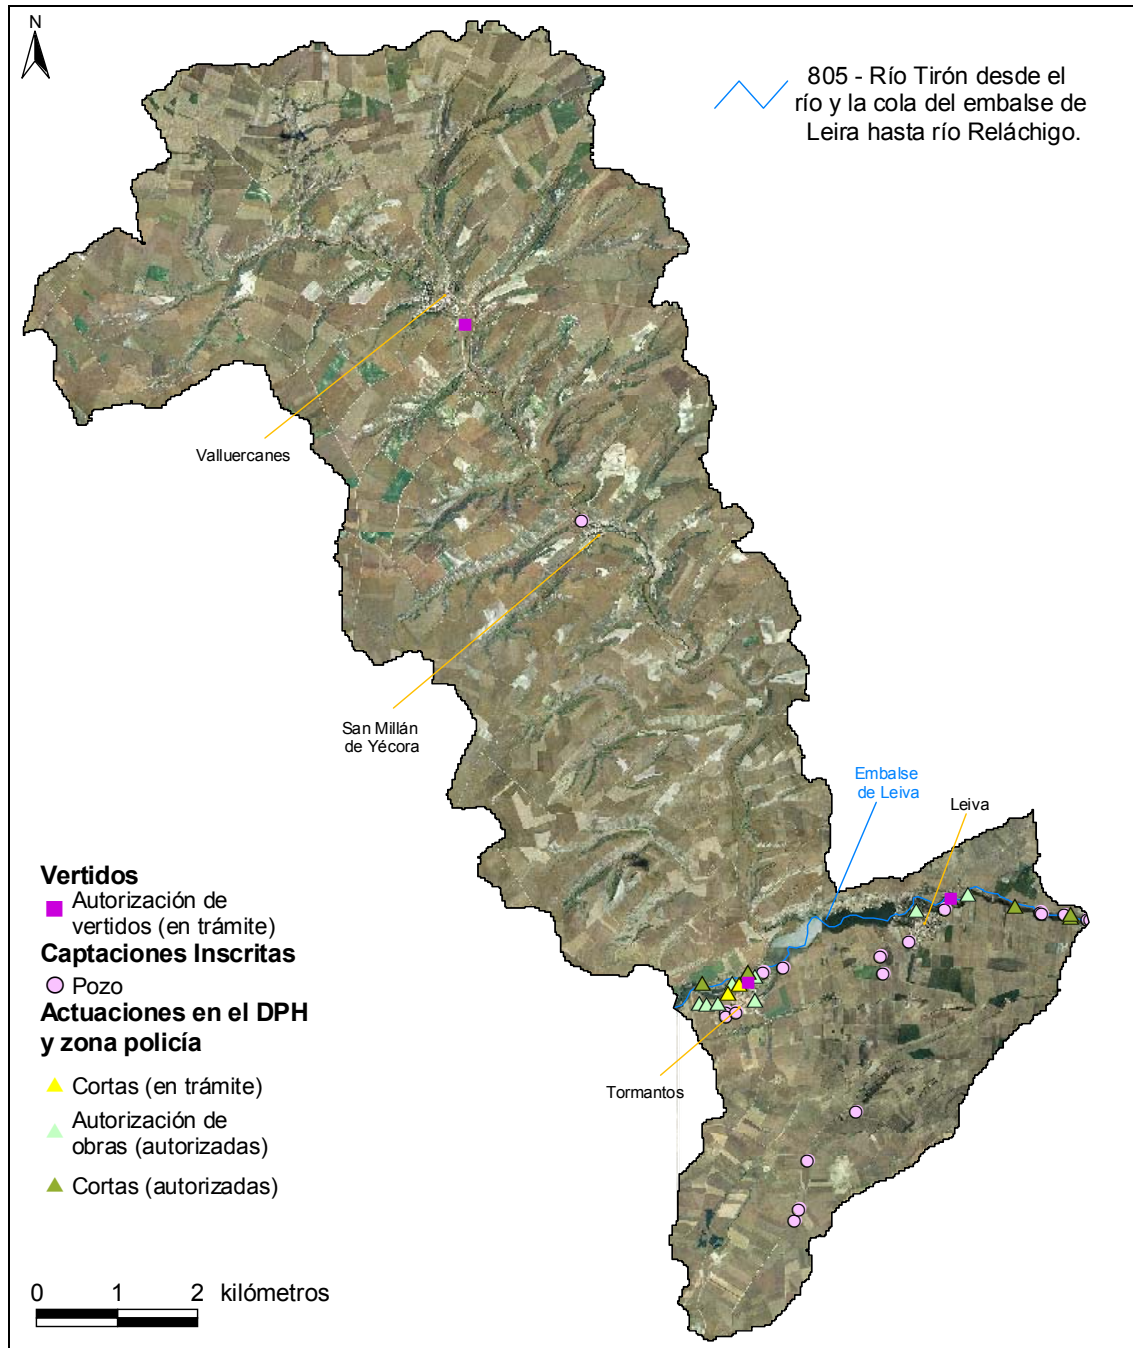 N
805 - Río Tirón desde el
río y la cola del embalse de
Leira hasta río Reláchigo.
Valluercanes
San Millán
de Yécora
Embalse
de Leiva
Leiva
Tormantos
Vertidos
Autorización de
vertidos (en trámite)
Captaciones Inscritas
Pozo
Actuaciones en el DPH
y zona policía
Cortas (en trámite)
Autorización de
obras (autorizadas)
Cortas (autorizadas)
0 1 2 kilómetros